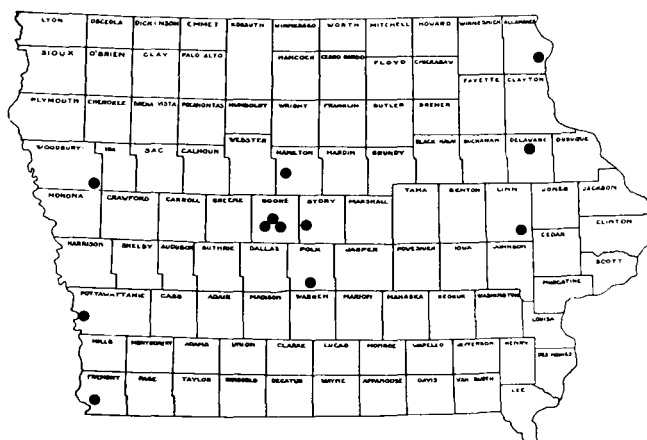 LYON OSCEOLA DICKINSON EMMET KOSSUTH WINNEBAGO WORTH MITCHELL HOWARD WINNESHIEK ALLAMAKEE
SIOUX O'BRIEN CLAY PALO ALTO HANCOCK CERRO GORDO FLOYD CHICKASAW
PLYMOUTH CHEROKEE BUENA VISTA POCAHONTAS HUMBOLDT WRIGHT FRANKLIN BUTLER BREMER FAYETTE CLAYTON
WOODBURY IDA SAC CALHOUN WEBSTER HAMILTON HARDIN GRUNDY BLACK HAWK BUCHANAN DELAWARE DUBUQUE
MONONA CRAWFORD CARROLL GREENE BOONE STORY MARSHALL TAMA BENTON LINN JONES JACKSON
CLINTON
HARRISON SHELBY AUDUBON GUTHRIE DALLAS POLK JASPER POWESHIEK IOWA JOHNSON CEDAR
SCOTT
MUSCATINE
POTTAWATTAMIE CASS ADAIR MADISON WARREN MARION MAHASKA KEOKUK WASHINGTON
LOUISA
MILLS MONTGOMERY ADAMS UNION CLARKE LUCAS MONROE WAPELLO JEFFERSON HENRY DES MOINES
FREMONT PAGE TAYLOR RINGGOLD DECATUR WAYNE APPANOOSE DAVIS VAN BUREN
LEE